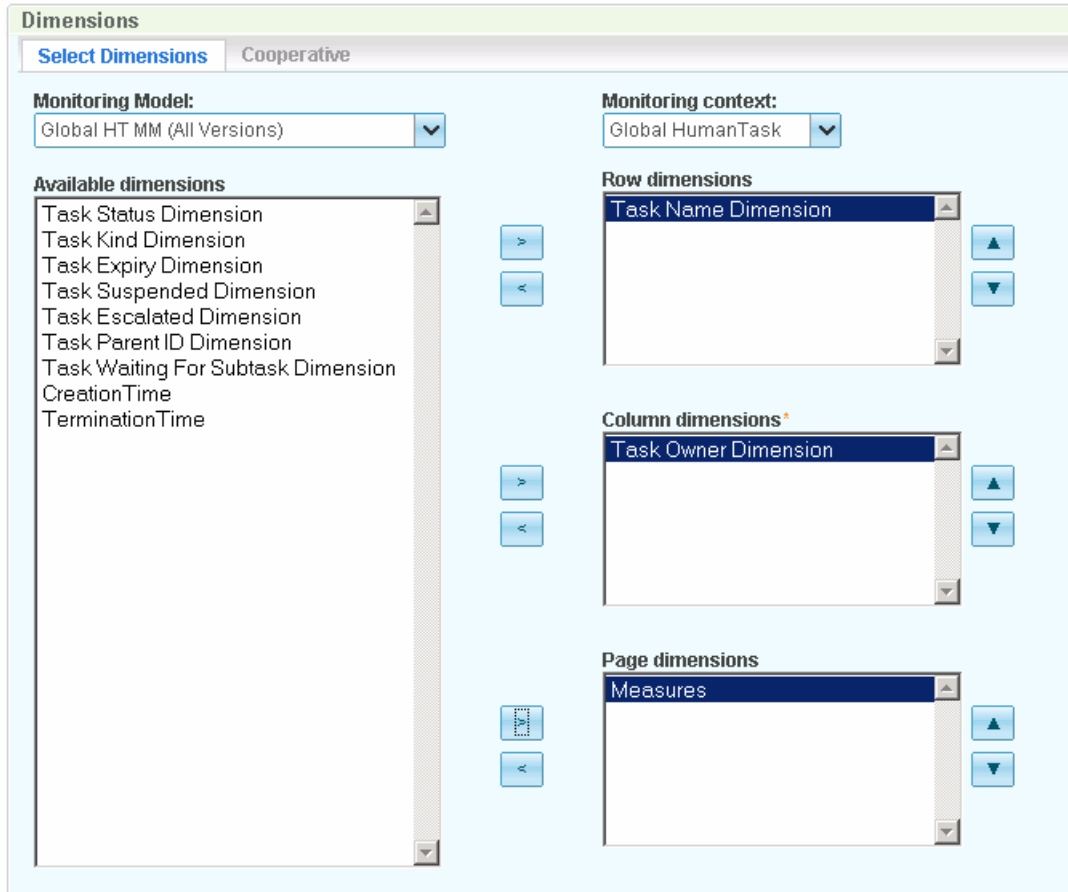 Dimensions
Select Dimensions
Cooperative
Monitoring Model:
Global HT MM (All Versions)
Monitoring context:
Global HumanTask
Available dimensions
Task Status Dimension
Task Kind Dimension
Task Expiry Dimension
Task Suspended Dimension
Task Escalated Dimension
Task Parent ID Dimension
Task Waiting For Subtask Dimension
CreationTime
TerminationTime
>
<
Row dimensions
Task Name Dimension
>
<
Column dimensions*
Task Owner Dimension
>
<
Page dimensions
Measures